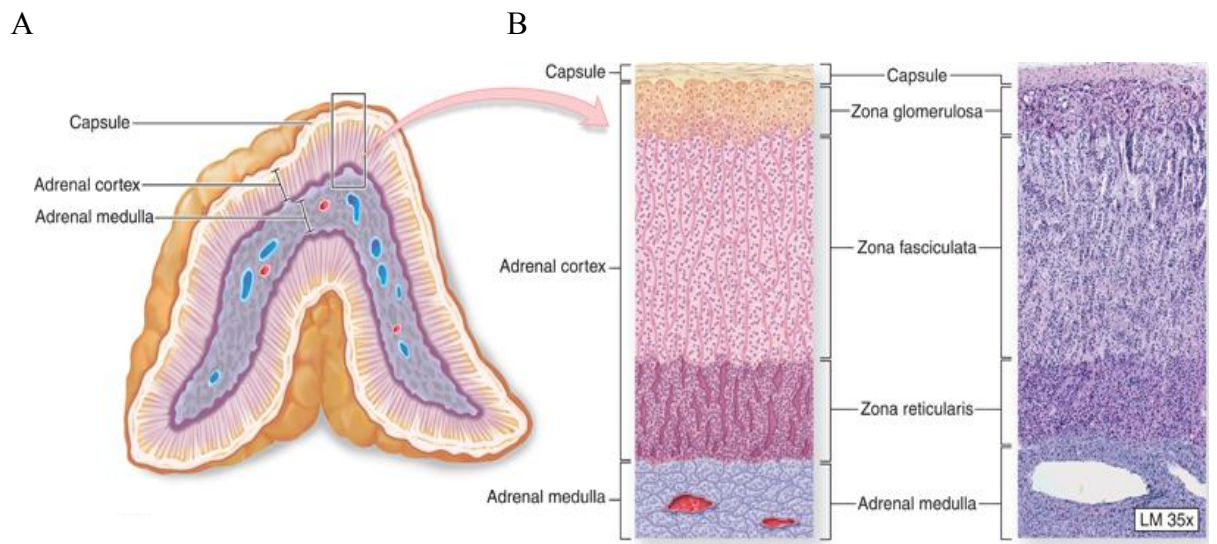 A
B
Capsule
Adrenal cortex
Adrenal medulla
Capsule
Adrenal cortex
Adrenal medulla
Capsule
Zona glomerulosa
Zona fasciculata
Zona reticularis
Adrenal medulla
LM 35x